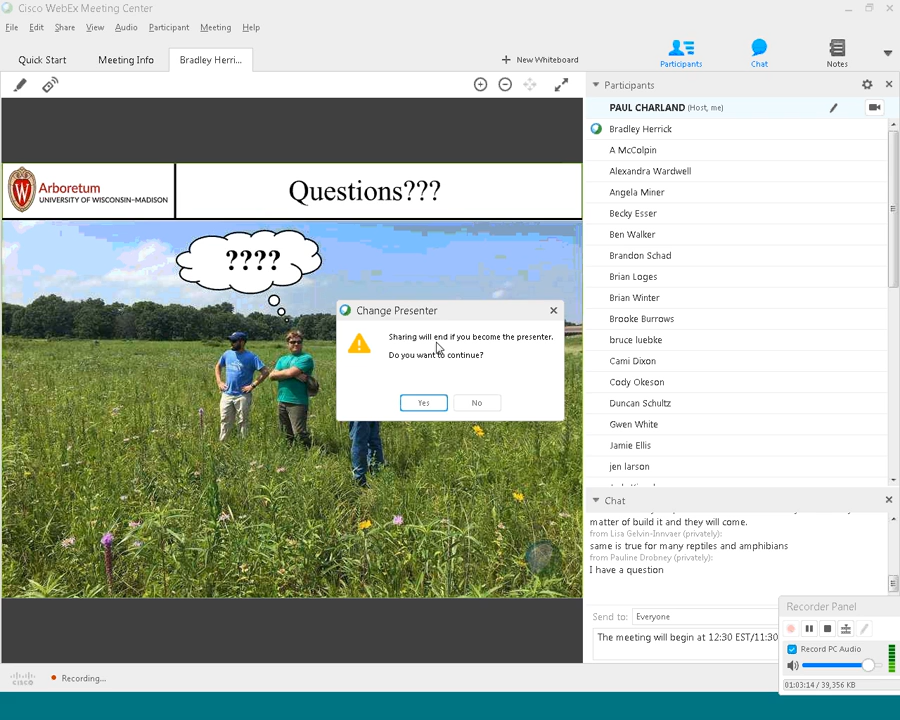 Cisco WebEx Meeting Center
File Edit Share View Audio Participant Meeting Help
Quick Start Meeting Info Bradley Herri... + New Whiteboard Participants Chat Notes
Participants
PAUL CHARLAND (Host, me)
Bradley Herrick
A McColpin
Alexandra Wardwell
Angela Miner
Becky Esser
Ben Walker
Brandon Schad
Brian Loges
Brian Winter
Brooke Burrows
bruce luebke
Cami Dixon
Cody Okeson
Duncan Schultz
Gwen White
Jamie Ellis
jen larson
W
Arboretum
UNIVERSITY OF WISCONSIN-MADISON
Questions???
????
Change Presenter
Sharing will end if you become the presenter.
Do you want to continue?
Yes No
Chat
matter of build it and they will come.
from Lisa Gelvin-Innvaer (privately):
same is true for many reptiles and amphibians
from Pauline Drobney (privately):
I have a question
Send to: Everyone
The meeting will begin at 12:30 EST/11:30
Recorder Panel
Record PC Audio
01:03:14 / 39,356 KB
cisco
Recording...